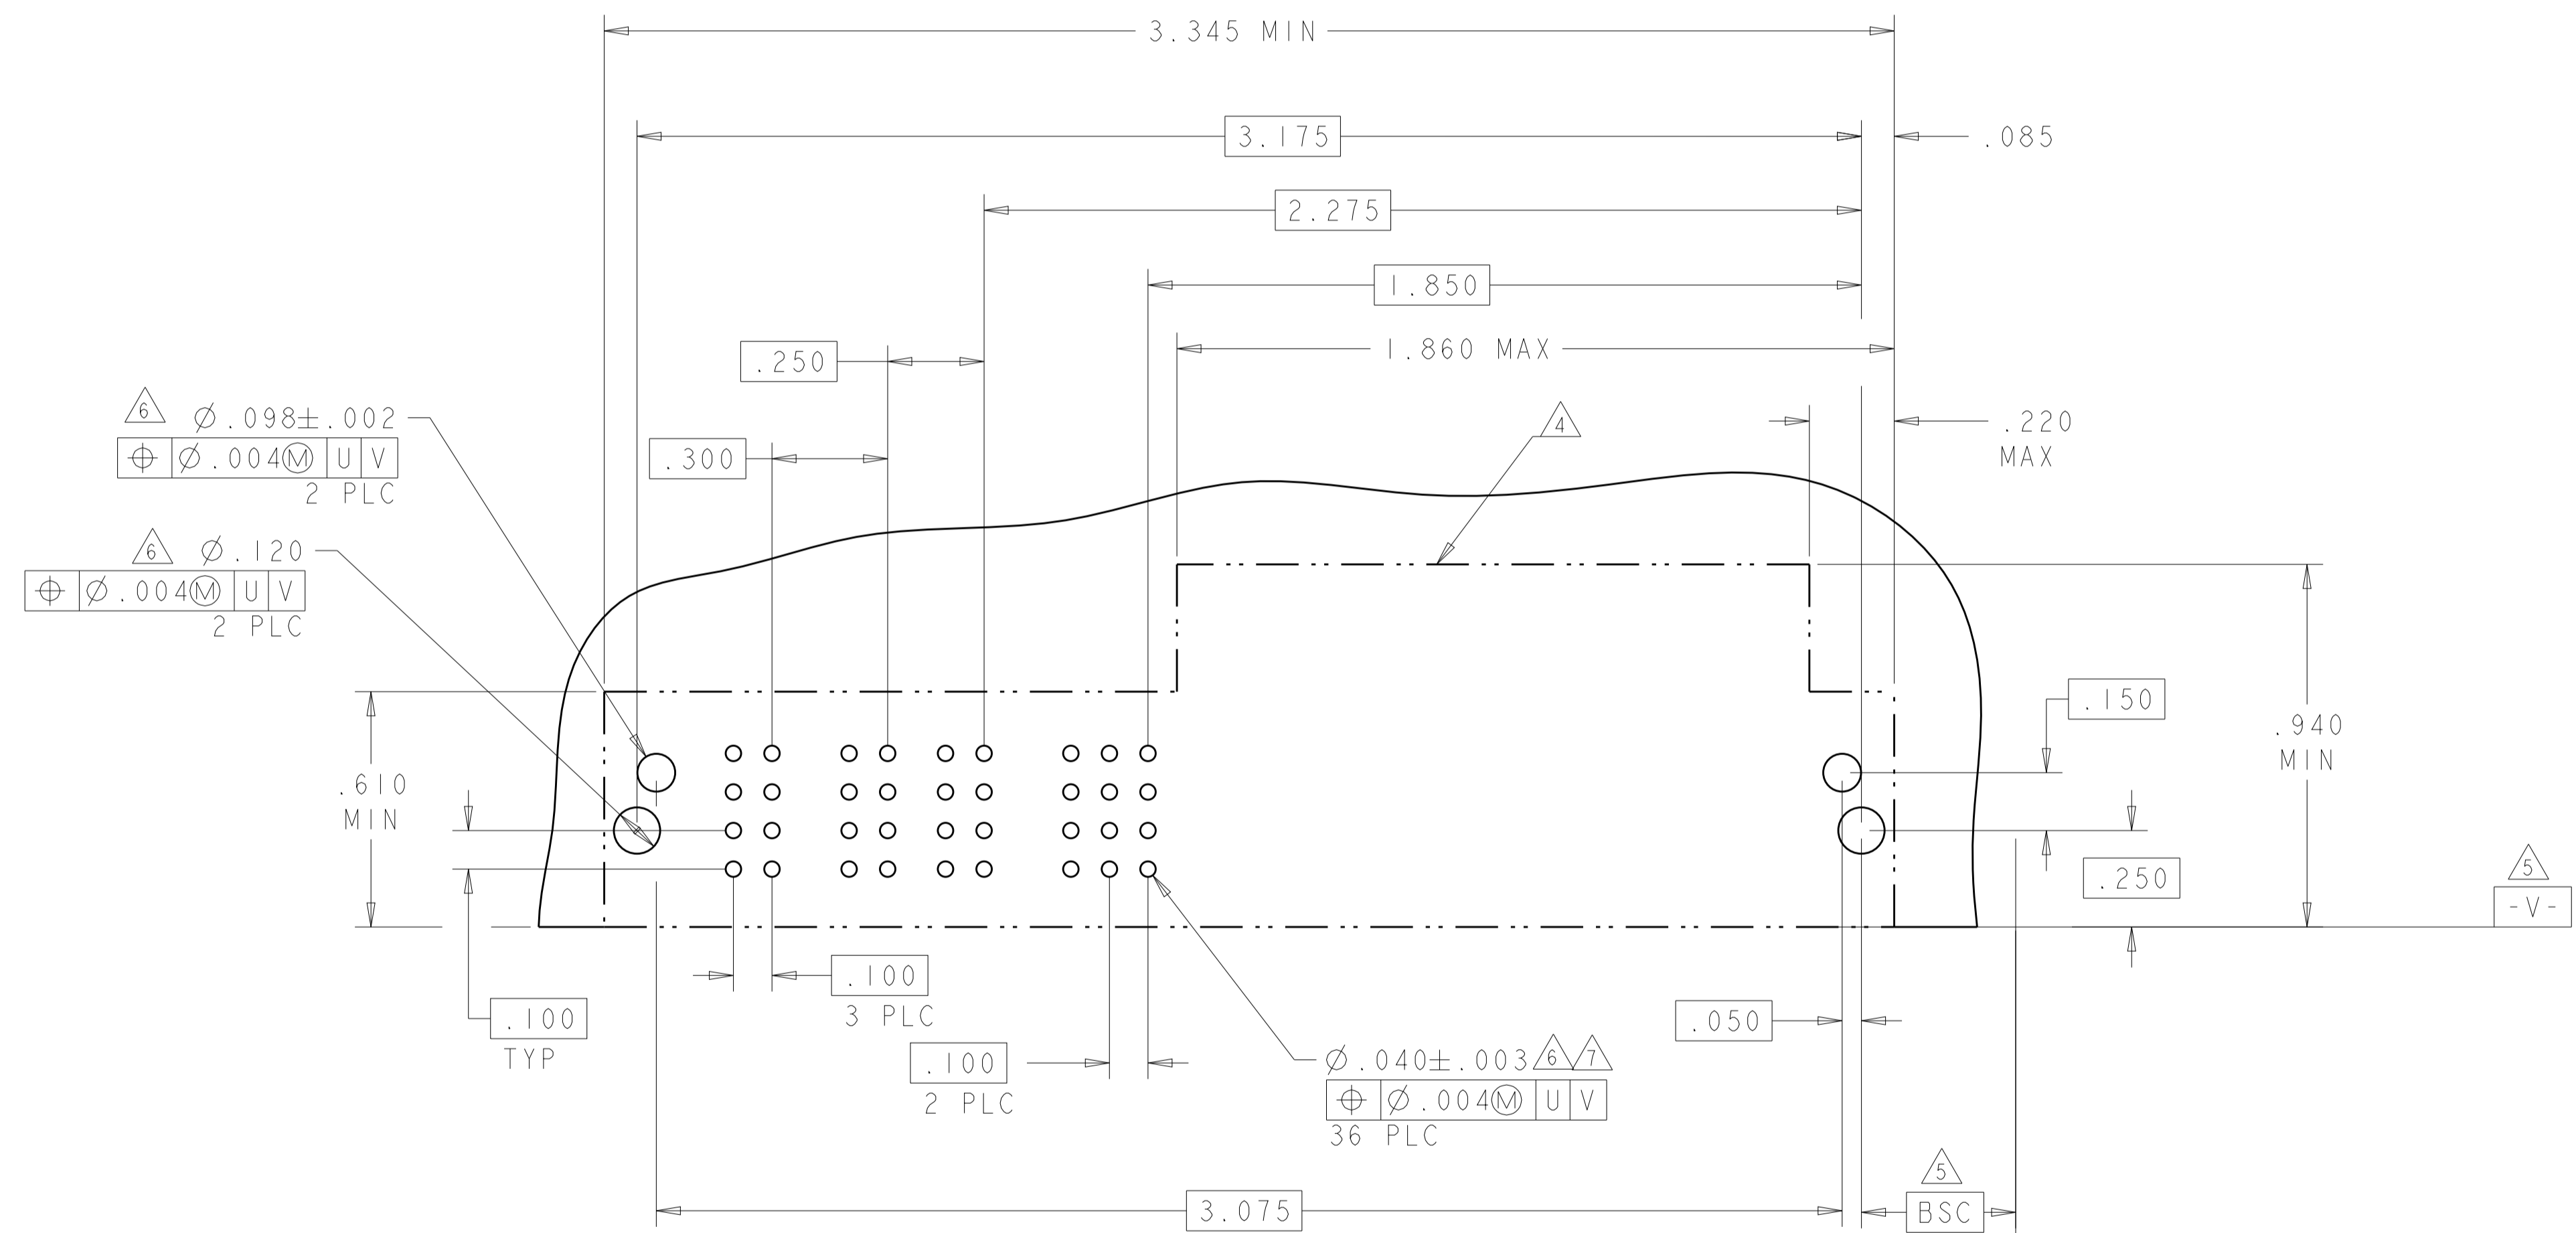 3.345 MIN
3.175
.085
2.275
1.850
.250
1.860 MAX
6 Ø.098±.002
⌖ Ø.004Ⓜ U V
2 PLC
.300
4
.220
MAX
6 Ø.120
⌖ Ø.004Ⓜ U V
2 PLC
.150
.940
MIN
.610
MIN
.250
5
-V-
.100
3 PLC
.100
TYP
.050
.100
2 PLC
Ø.040±.003 6 7
⌖ Ø.004Ⓜ U V
36 PLC
3.075
5
BSC